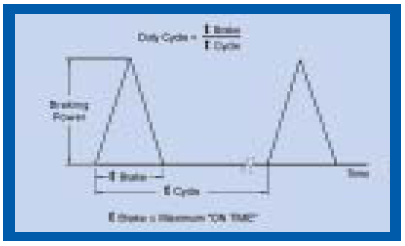 Duty Cycle = t Brake
t Cycle
Braking
Power
t Brake
Time
t Cycle
t Brake = Maximum "ON TIME"